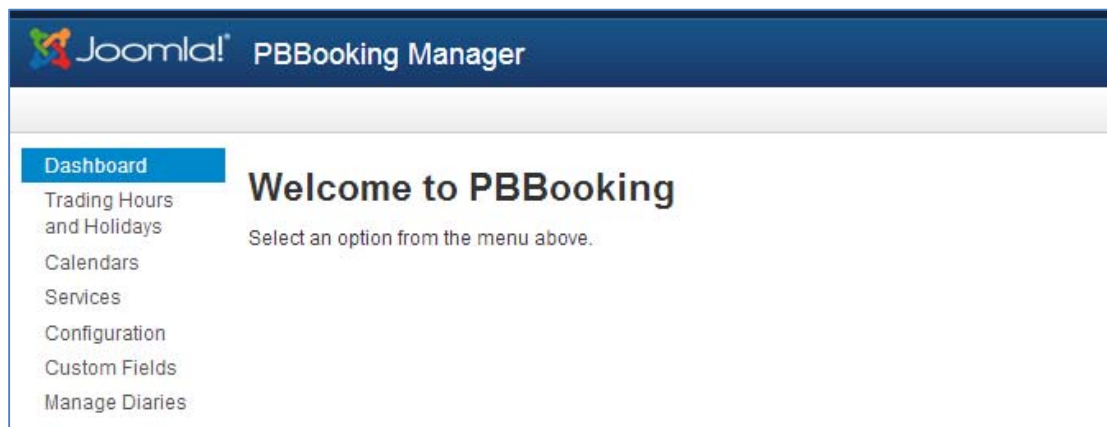 Joomla! PBBooking Manager
Dashboard
Trading Hours
and Holidays
Calendars
Services
Configuration
Custom Fields
Manage Diaries
Welcome to PBBooking
Select an option from the menu above.